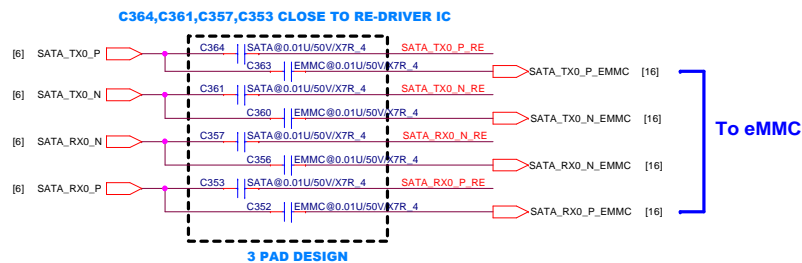 C364,C361,C357,C353 CLOSE TO RE-DRIVER IC
[6] SATA_TX0_P C364 SATA@0.01U/50V/X7R_4 SATA_TX0_P_RE
C363 EMMC@0.01U/50V/X7R_4 SATA_TX0_P_EMMC [16]
[6] SATA_TX0_N C361 SATA@0.01U/50V/X7R_4 SATA_TX0_N_RE
C360 EMMC@0.01U/50V/X7R_4 SATA_TX0_N_EMMC [16]
To eMMC
[6] SATA_RX0_N C357 SATA@0.01U/50V/X7R_4 SATA_RX0_N_RE
C356 EMMC@0.01U/50V/X7R_4 SATA_RX0_N_EMMC [16]
[6] SATA_RX0_P C353 SATA@0.01U/50V/X7R_4 SATA_RX0_P_RE
C352 EMMC@0.01U/50V/X7R_4 SATA_RX0_P_EMMC [16]
3 PAD DESIGN